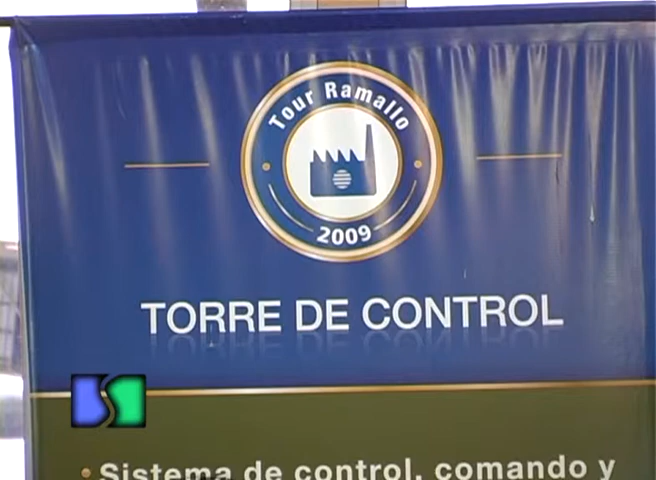 Tour Ramallo
2009
TORRE DE CONTROL
• Sistema de control, comando y